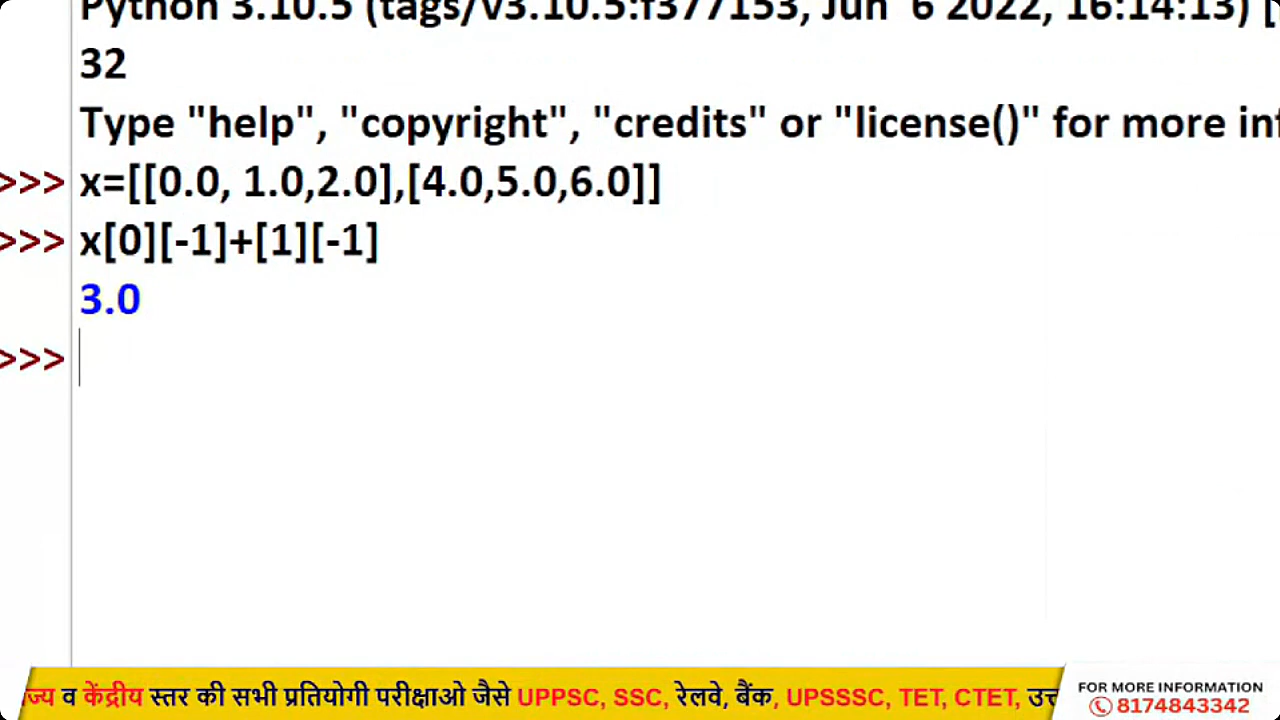 Python 3.10.5 (tags/v3.10.5:f377153, Jun 6 2022, 16:14:13) [
32
Type "help", "copyright", "credits" or "license()" for more
>>> x=[[0.0, 1.0,2.0],[4.0,5.0,6.0]]
>>> x[0][-1]+[1][-1]
3.0
>>>
व केंद्रीय स्तर की सभी प्रतियोगी परीक्षाओ जैसे UPPSC, SSC, रेलवे, बैंक, UPSSSC, TET, CTET,
FOR MORE INFORMATION
8174843342